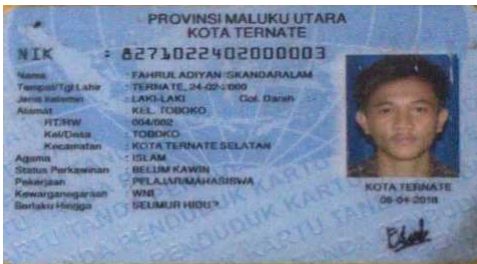 PROVINSI MALUKU UTARA
KOTA TERNATE
NIK : 8271022402000003
Nama : FAHRUL ADIYAN ISKANDARALAM
Tempat/Tgl Lahir : TERNATE, 24-02-2000
Jenis Kelamin : LAKI-LAKI Gol. Darah :
Alamat : KEL. TOBOKO
RT/RW : 004/002
Kel/Desa : TOBOKO
Kecamatan : KOTA TERNATE SELATAN
Agama : ISLAM
Status Perkawinan : BELUM KAWIN
Pekerjaan : PELAJAR/MAHASISWA
Kewarganegaraan : WNI
Berlaku Hingga : SEUMUR HIDUP
KOTA TERNATE
06-04-2018